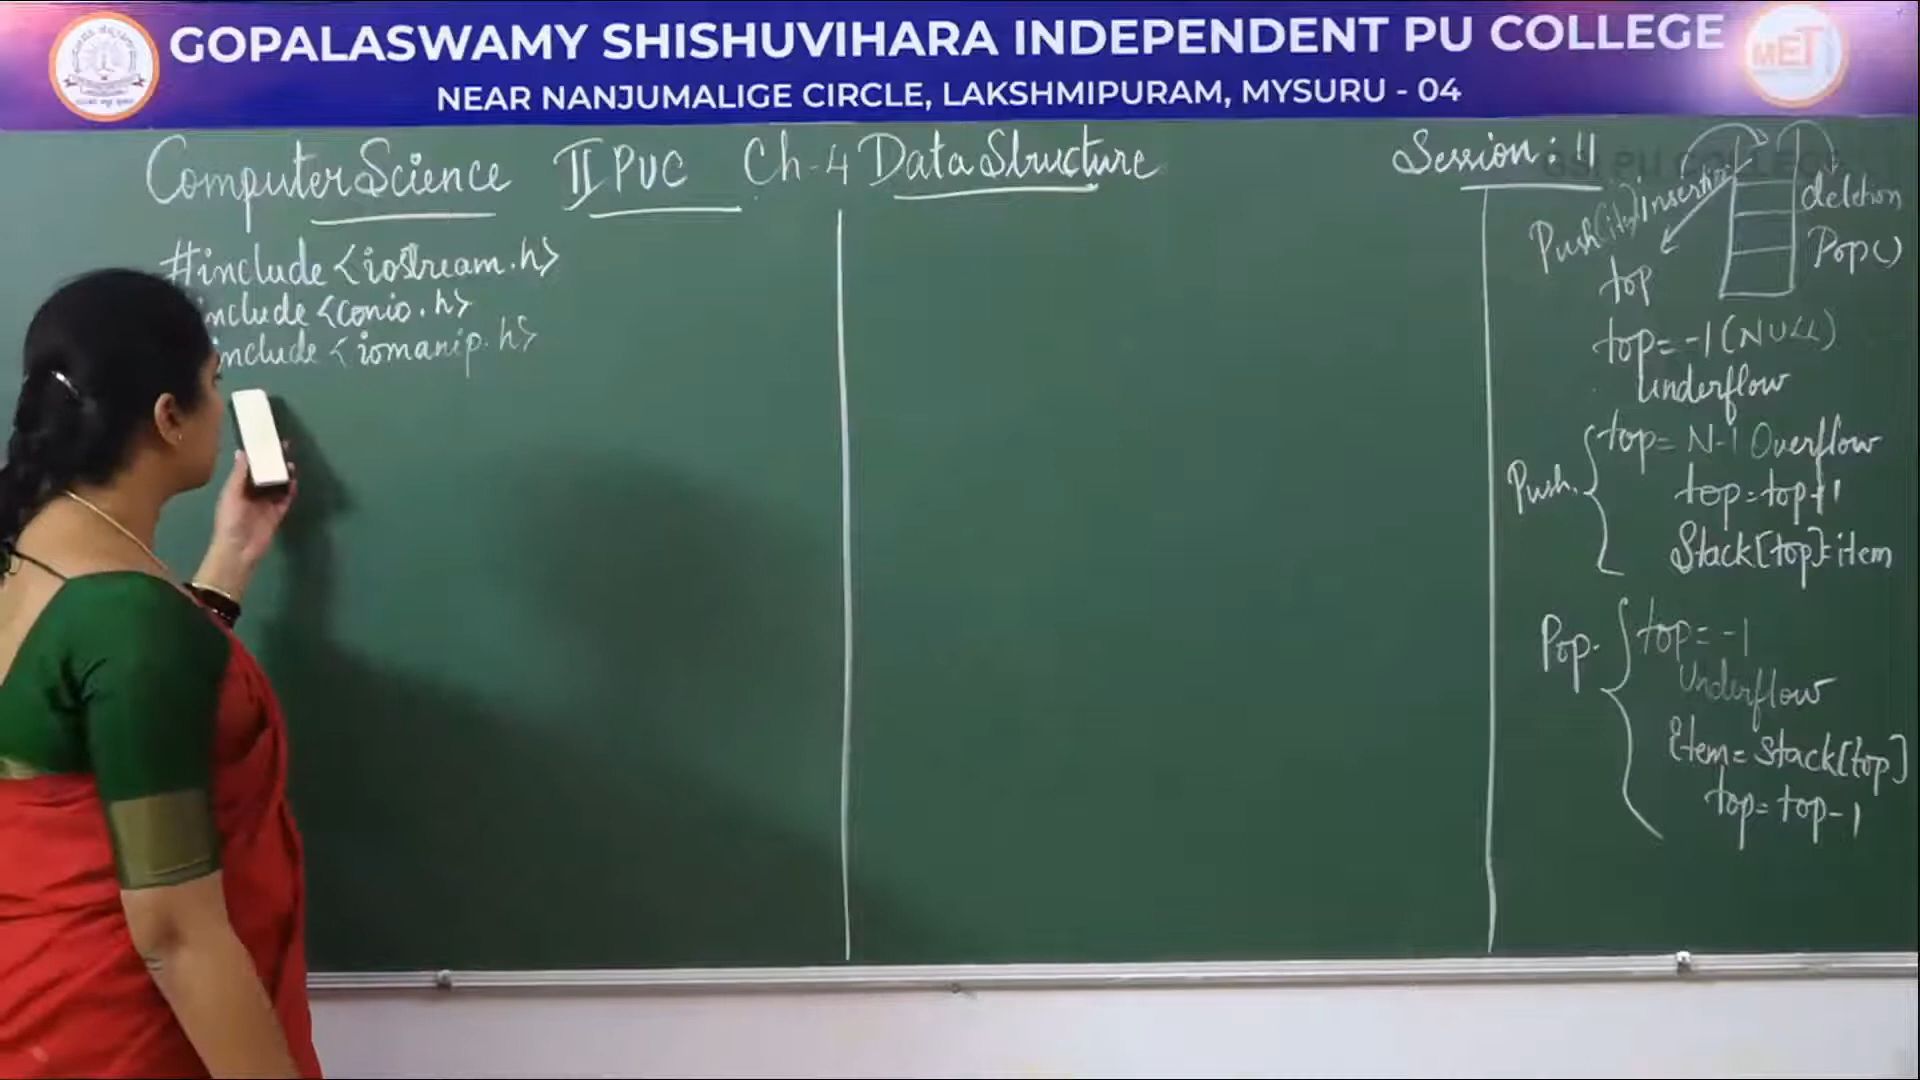 GOPALASWAMY SHISHUVIHARA INDEPENDENT PU COLLEGE
MET
NEAR NANJUMALIGE CIRCLE, LAKSHMIPURAM, MYSURU - 04
Computer Science II PUC Ch-4 Data Structure Session: 11
#include <iostream.h>
include <conio.h>
include <iomanip.h>
Push(item) insertion
deletion
Pop()
top
top=-1 (NULL)
Underflow
Push. top= N-1 Overflow
top=top+1
Stack[top]=item
Pop. top= -1
Underflow
Item= Stack[top]
top= top-1